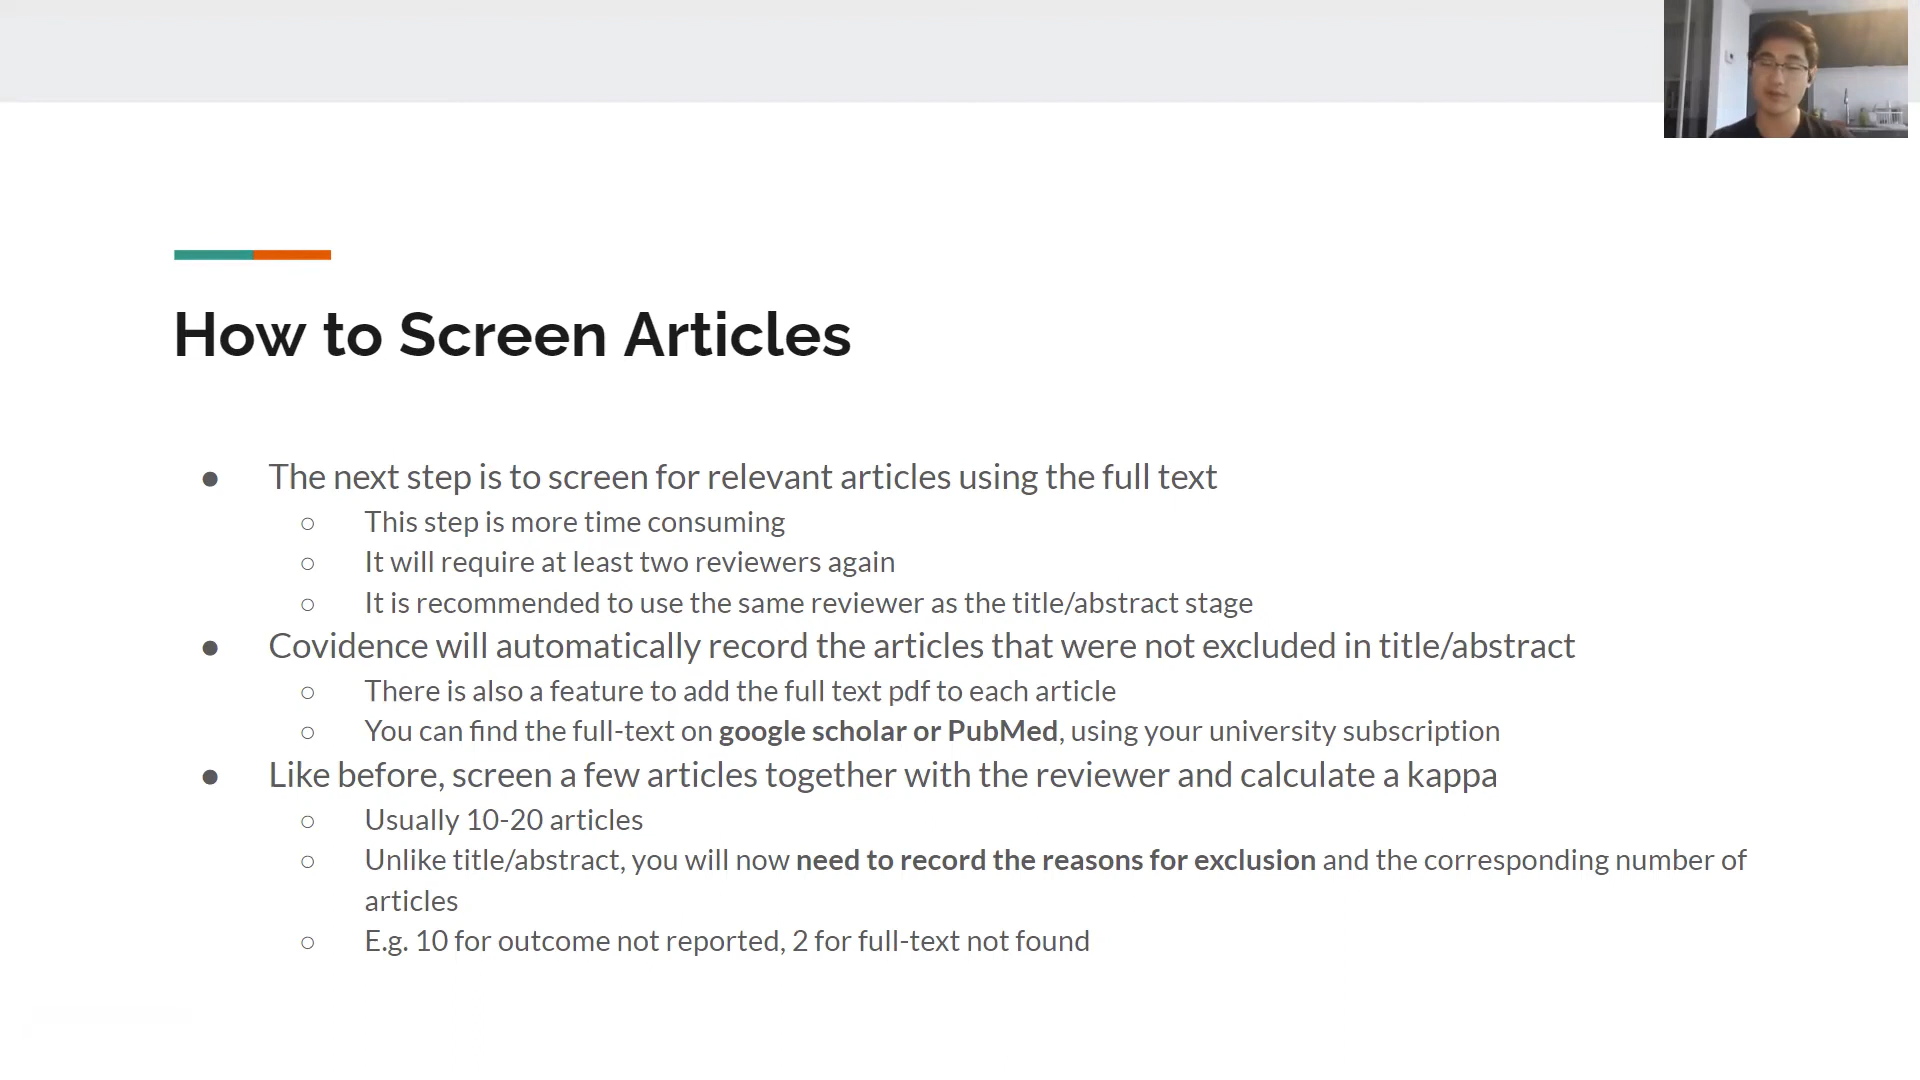 How to Screen Articles
● The next step is to screen for relevant articles using the full text
○ This step is more time consuming
○ It will require at least two reviewers again
○ It is recommended to use the same reviewer as the title/abstract stage
● Covidence will automatically record the articles that were not excluded in title/abstract
○ There is also a feature to add the full text pdf to each article
○ You can find the full-text on google scholar or PubMed, using your university subscription
● Like before, screen a few articles together with the reviewer and calculate a kappa
○ Usually 10-20 articles
○ Unlike title/abstract, you will now need to record the reasons for exclusion and the corresponding number of
articles
○ E.g. 10 for outcome not reported, 2 for full-text not found